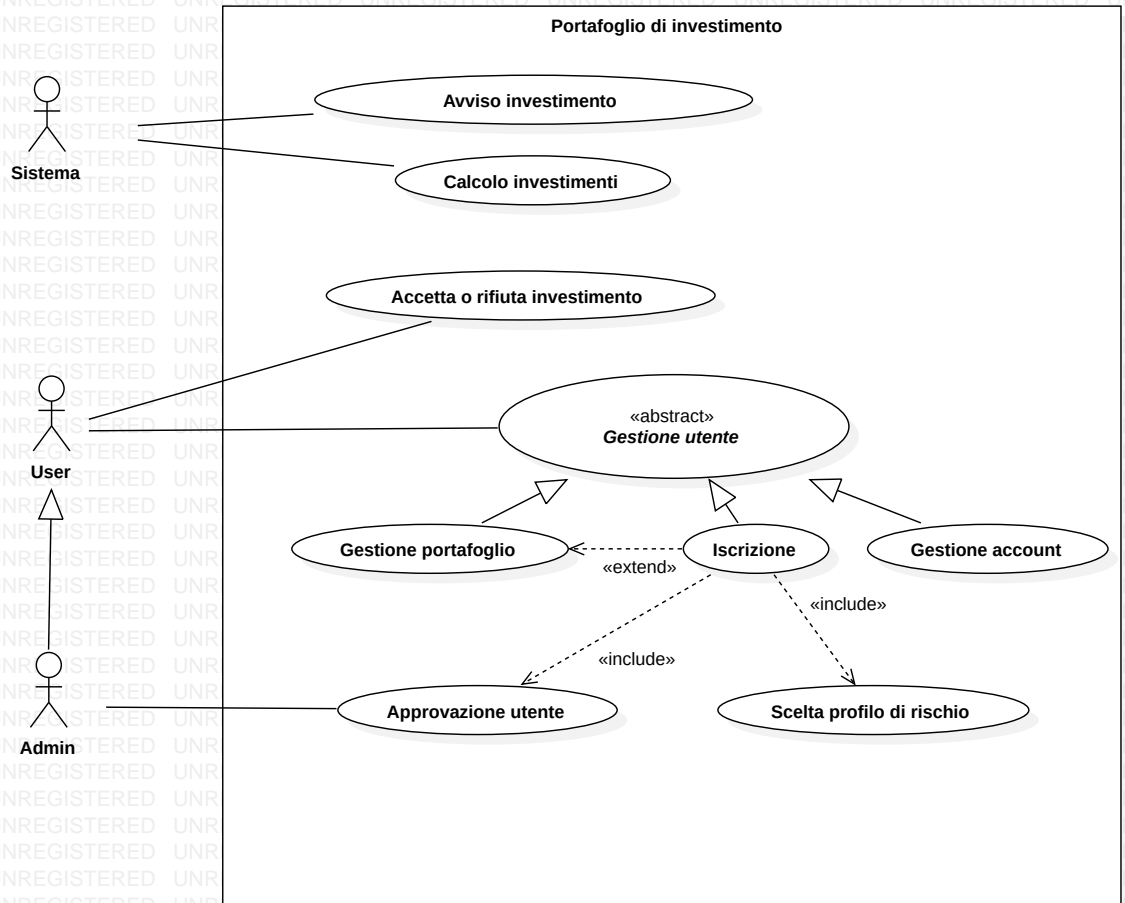 Portafoglio di investimento
Avviso investimento
Sistema
Calcolo investimenti
Accetta o rifiuta investimento
«abstract»
Gestione utente
User
Gestione portafoglio
Iscrizione
Gestione account
«extend»
«include»
«include»
Approvazione utente
Scelta profilo di rischio
Admin
UNREGISTERED